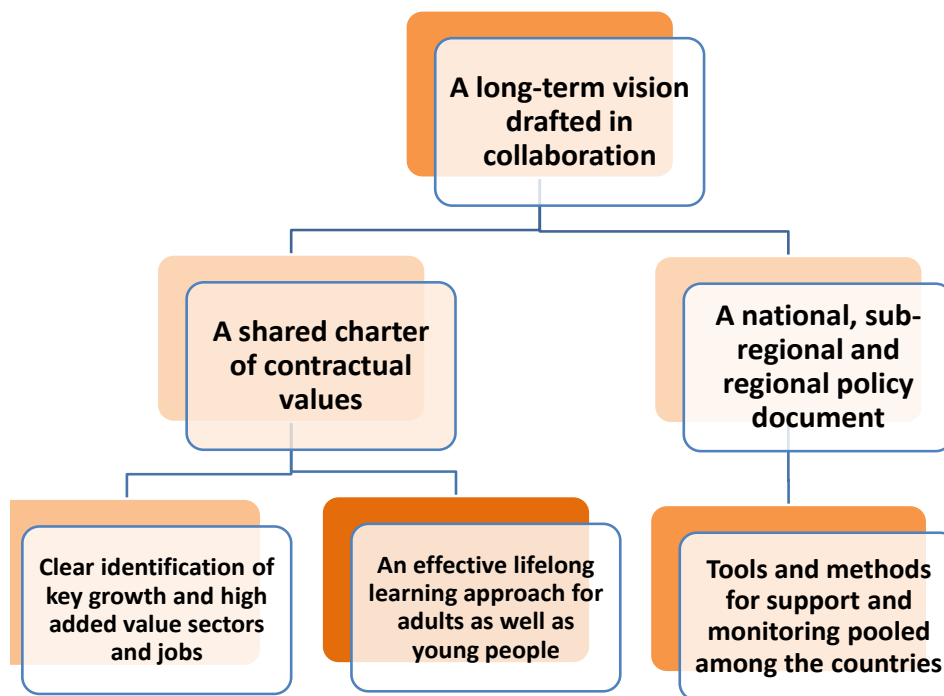 A long-term vision
drafted in
collaboration
A shared charter
of contractual
values
A national, sub-
regional and
regional policy
document
Clear identification of
key growth and high
added value sectors
and jobs
An effective lifelong
learning approach for
adults as well as
young people
Tools and methods
for support and
monitoring pooled
among the countries